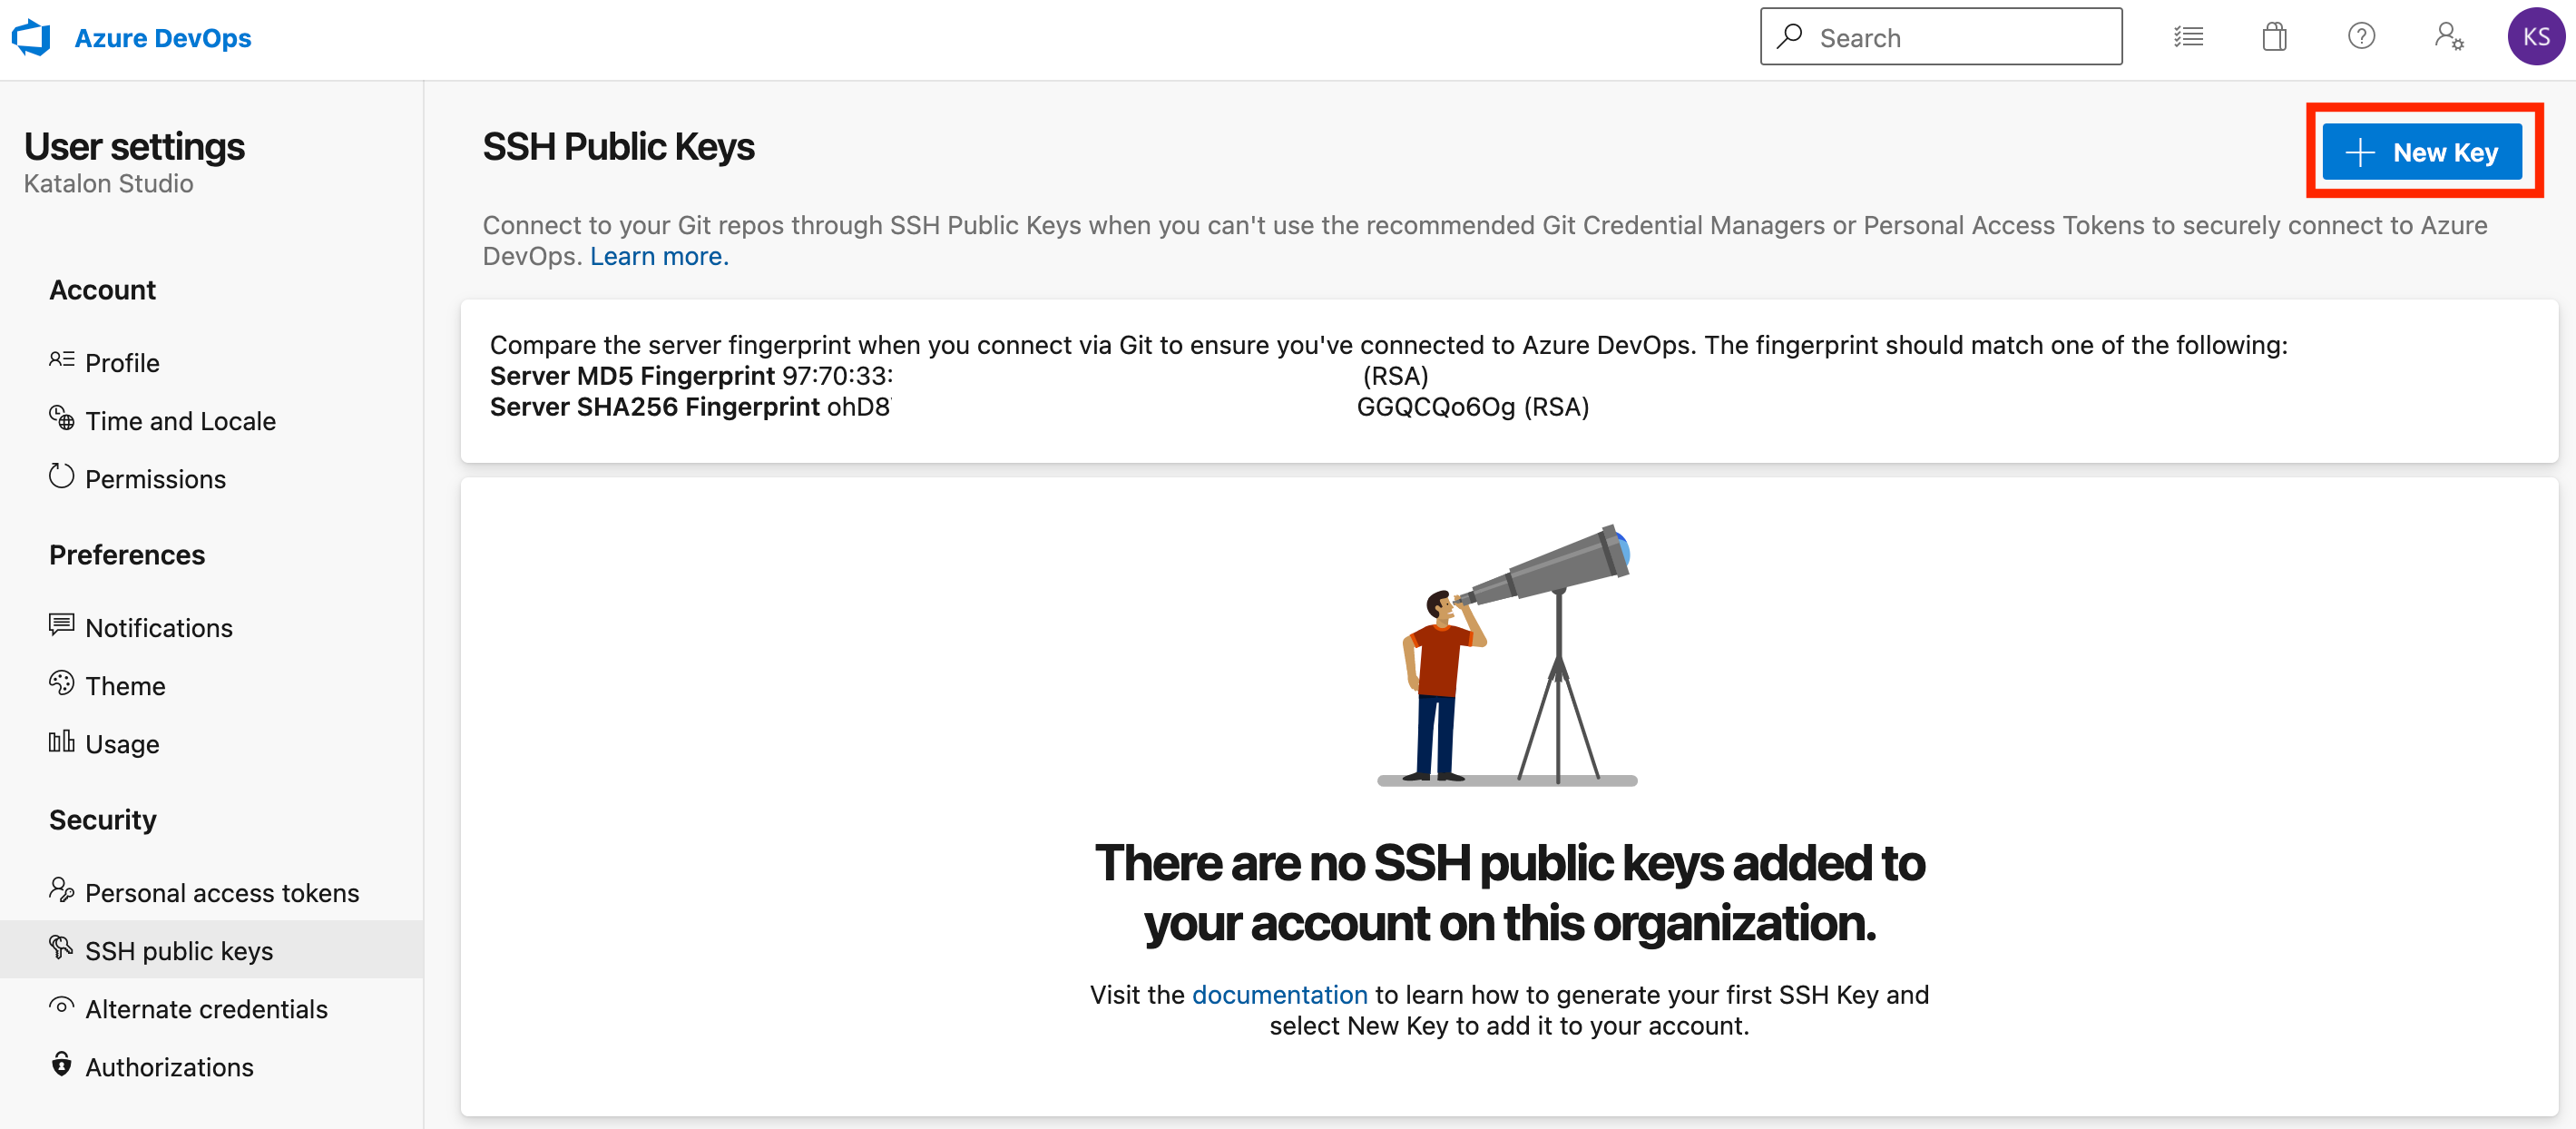 Azure DevOps
Search
KS
User settings
Katalon Studio
Account
Profile
Time and Locale
Permissions
Preferences
Notifications
Theme
Usage
Security
Personal access tokens
SSH public keys
Alternate credentials
Authorizations
SSH Public Keys
New Key
Connect to your Git repos through SSH Public Keys when you can't use the recommended Git Credential Managers or Personal Access Tokens to securely connect to Azure
DevOps. Learn more.
Compare the server fingerprint when you connect via Git to ensure you've connected to Azure DevOps. The fingerprint should match one of the following:
Server MD5 Fingerprint 97:70:33: (RSA)
Server SHA256 Fingerprint ohD8 GGQCQo6Og (RSA)
There are no SSH public keys added to
your account on this organization.
Visit the documentation to learn how to generate your first SSH Key and
select New Key to add it to your account.